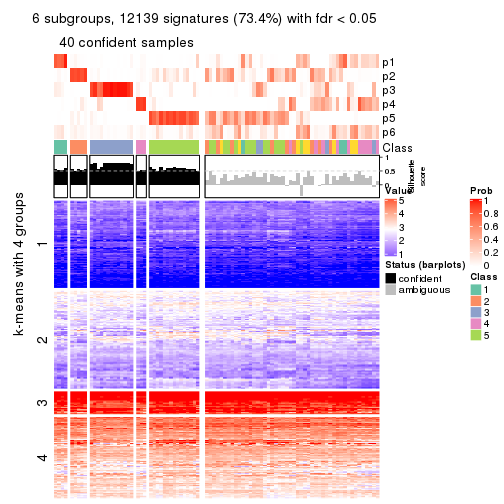 6 subgroups, 12139 signatures (73.4%) with fdr < 0.05
40 confident samples
p1
p2
p3
p4
p5
p6
Class
1
0.5
0
Silhouette
score
k-means with 4 groups
1
2
3
4
Value
5
4
3
2
1
Status (barplots)
confident
ambiguous
Prob
1
0.8
0.6
0.4
0.2
0
Class
1
2
3
4
5